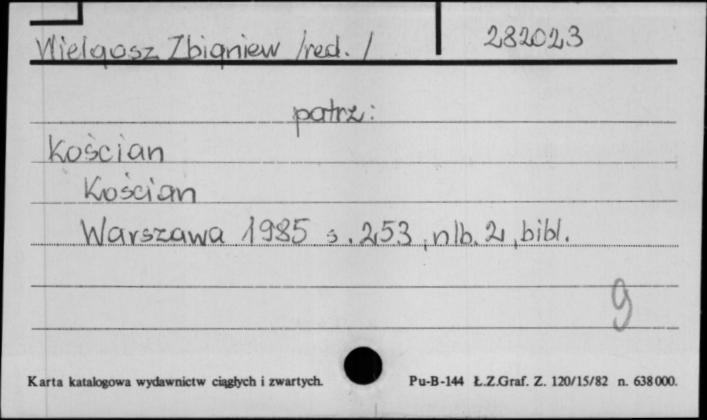 Wielgosz Zbigniew /red. / 282023
patrz:
Kościan
Kościan
Warszawa 1985 s. 253, nlb. 2, bibl.
g
Karta katalogowa wydawnictw ciągłych i zwartych. Pu-B-144 Ł.Z.Graf. Z. 120/15/82 n. 638000.